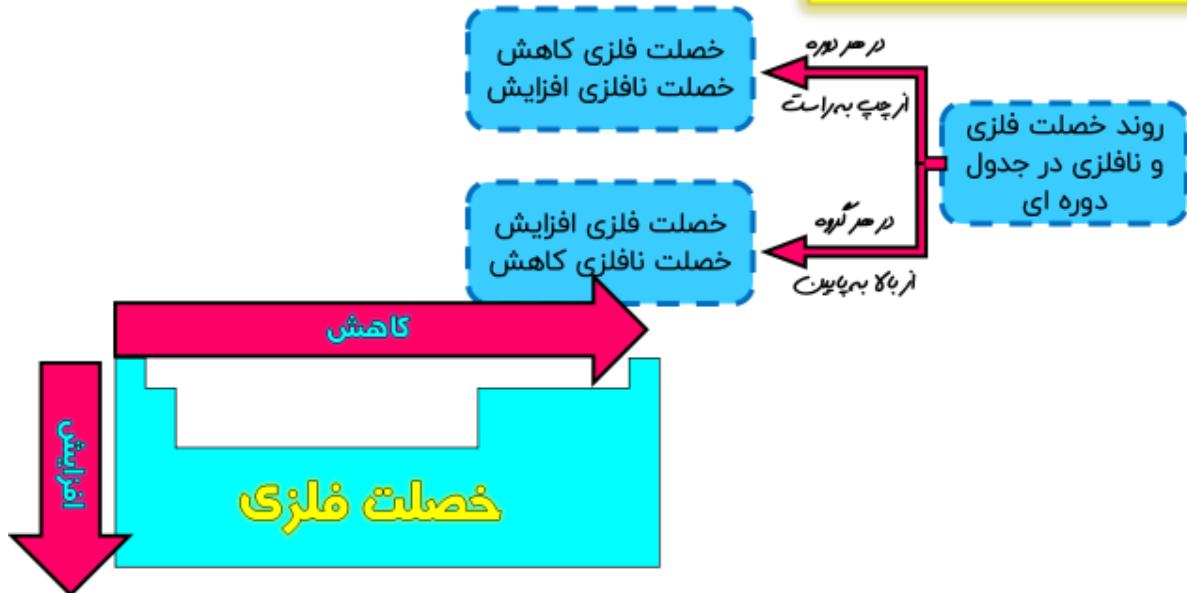 روند خصلت فلزی
و نافلزی در جدول
دوره ای
در هر دوره
از چپ به راست
خصلت فلزی کاهش
خصلت نافلزی افزایش
در هر گروه
از بالا به پایین
خصلت فلزی افزایش
خصلت نافلزی کاهش
کاهش
افزایش
خصلت فلزی